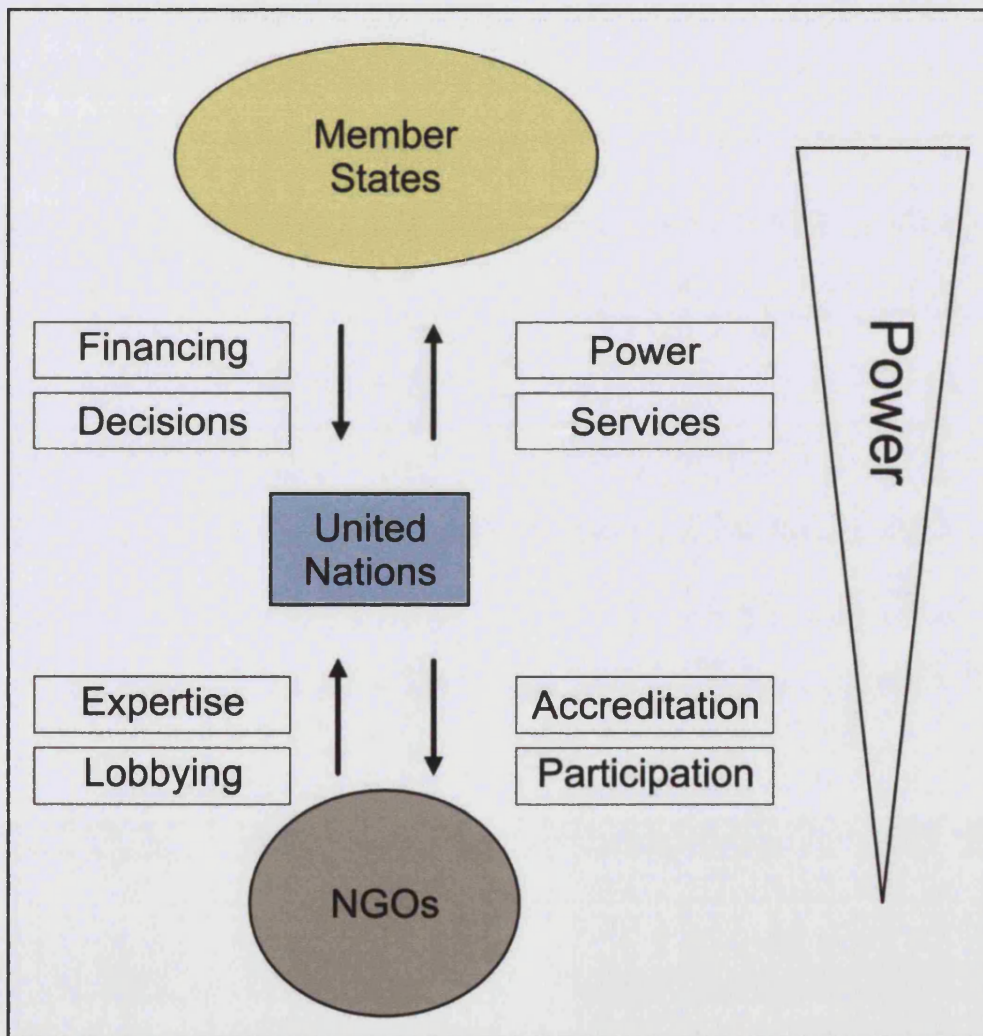 Member
States
Financing
Decisions
Power
Services
Power
United
Nations
Expertise
Lobbying
Accreditation
Participation
NGOs